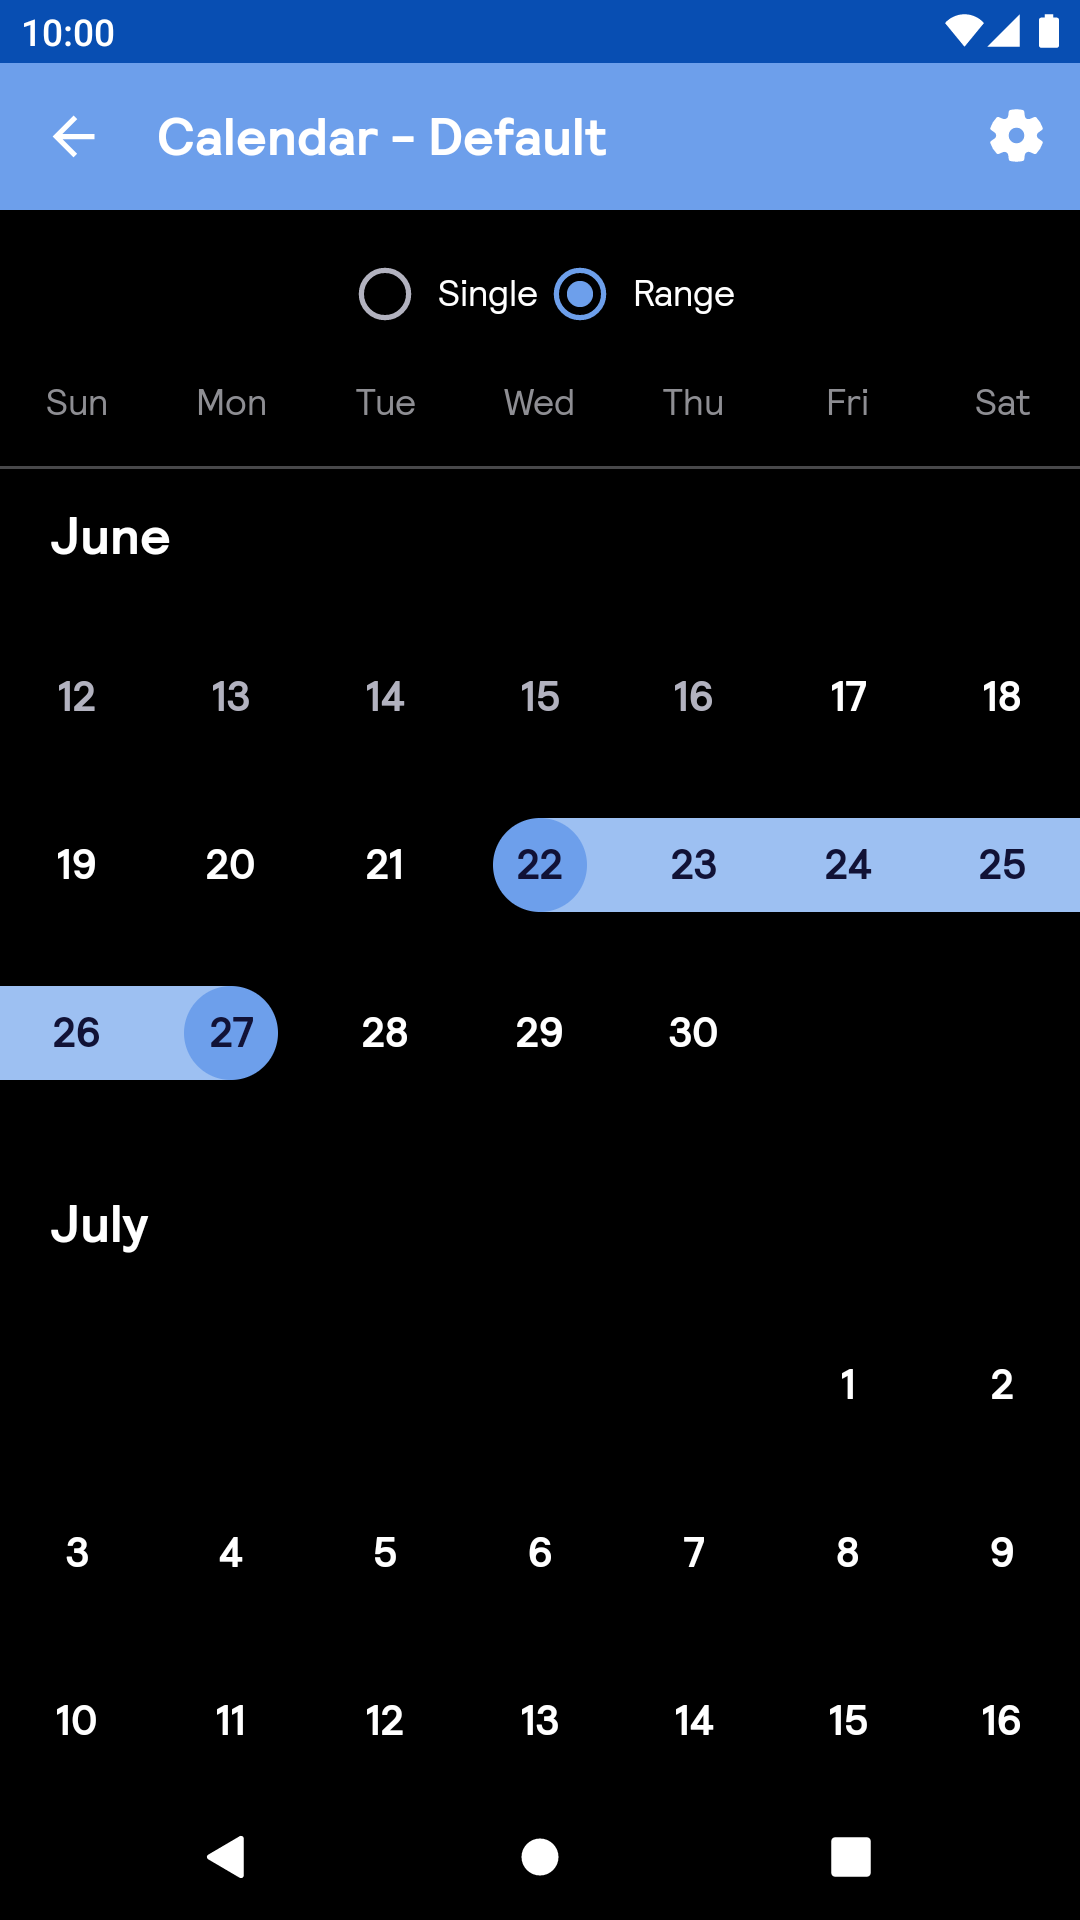 10:00
Calendar - Default
Single Range
Sun Mon Tue Wed Thu Fri Sat
June
12 13 14 15 16 17 18
19 20 21 22 23 24 25
26 27 28 29 30
July
1 2
3 4 5 6 7 8 9
10 11 12 13 14 15 16